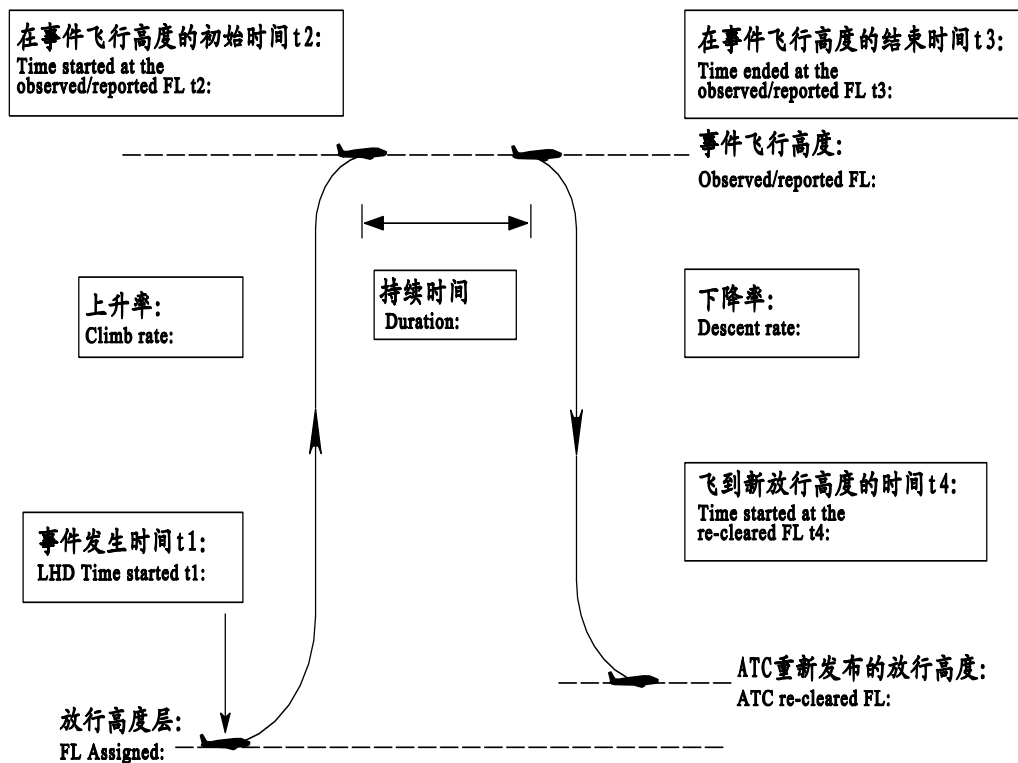 在事件飞行高度的初始时间t2:
Time started at the
observed/reported FL t2:
在事件飞行高度的结束时间t3:
Time ended at the
observed/reported FL t3:
事件飞行高度:
Observed/reported FL:
上升率:
Climb rate:
持续时间
Duration:
下降率:
Descent rate:
飞到新放行高度的时间t4:
Time started at the
re-cleared FL t4:
事件发生时间t1:
LHD Time started t1:
ATC重新发布的放行高度:
ATC re-cleared FL:
放行高度层:
FL Assigned: